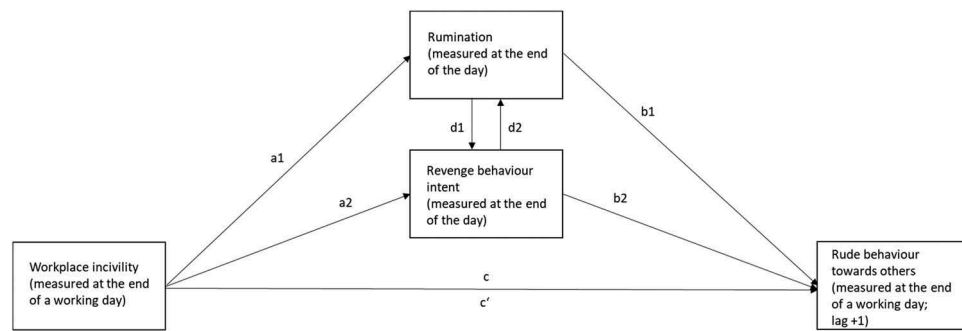 Rumination
(measured at the end
of the day)
b1
d1
d2
a1
Revenge behaviour
intent
(measured at the end
of the day)
a2
b2
Workplace incivility
(measured at the end
of a working day)
c
c‘
Rude behaviour
towards others
(measured at the end
of a working day;
lag +1)